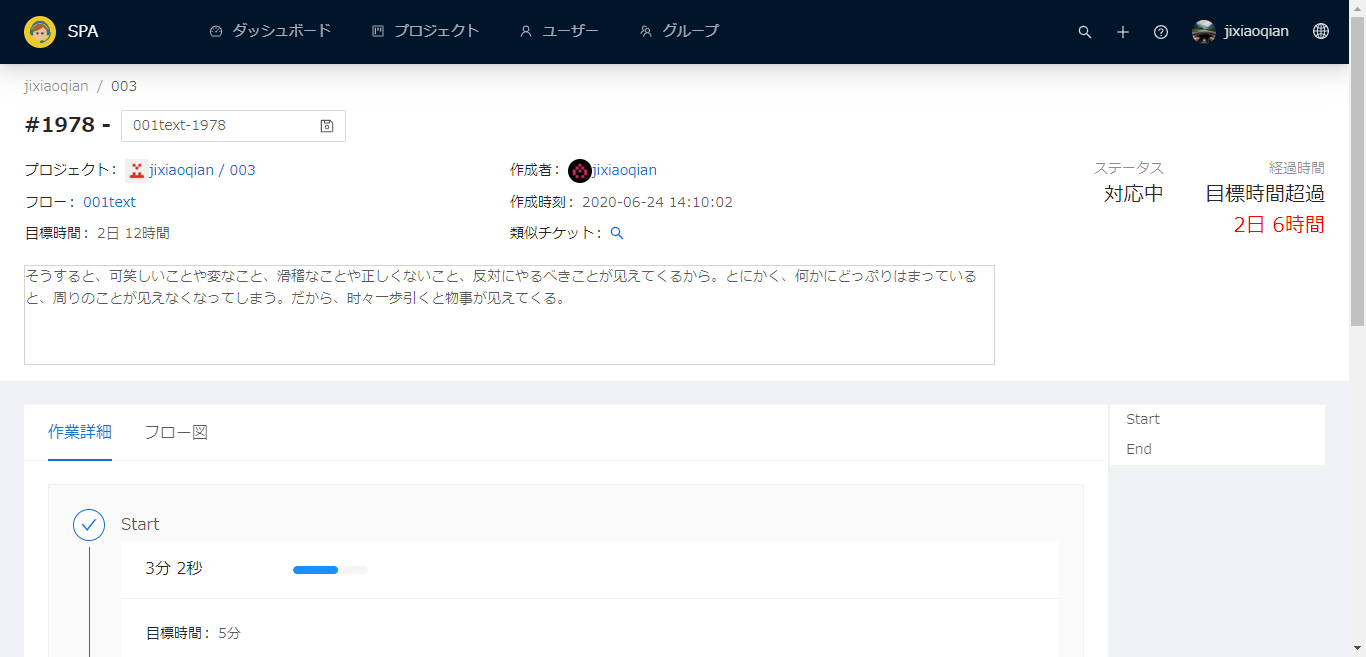 SPA ダッシュボード プロジェクト ユーザー グループ jixiaoqian
jixiaoqian / 003
#1978 - 001text-1978
プロジェクト： jixiaoqian / 003
フロー： 001text
目標時間： 2日 12時間
作成者： jixiaoqian
作成時刻： 2020-06-24 14:10:02
類似チケット：
ステータス
対応中
経過時間
目標時間超過
2日 6時間
そうすると、可笑しいことや変なこと、滑稽なことや正しくないこと、反対にやるべきことが见えてくるから。とにかく、何かにどっぷりはまっている
と、周りのことが见えなくなってしまう。だから、时々一歩引くと物事が见えてくる。
作業詳細 フロー図
Start
3分 2秒
目標時間： 5分
Start
End